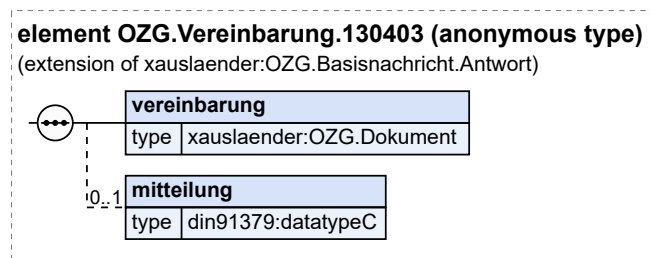 element OZG.Vereinbarung.130403 (anonymous type)
(extension of xauslaender:OZG.Basisnachricht.Antwort)
vereinbarung
type xauslaender:OZG.Dokument
0..1
mitteilung
type din91379:datatypeC